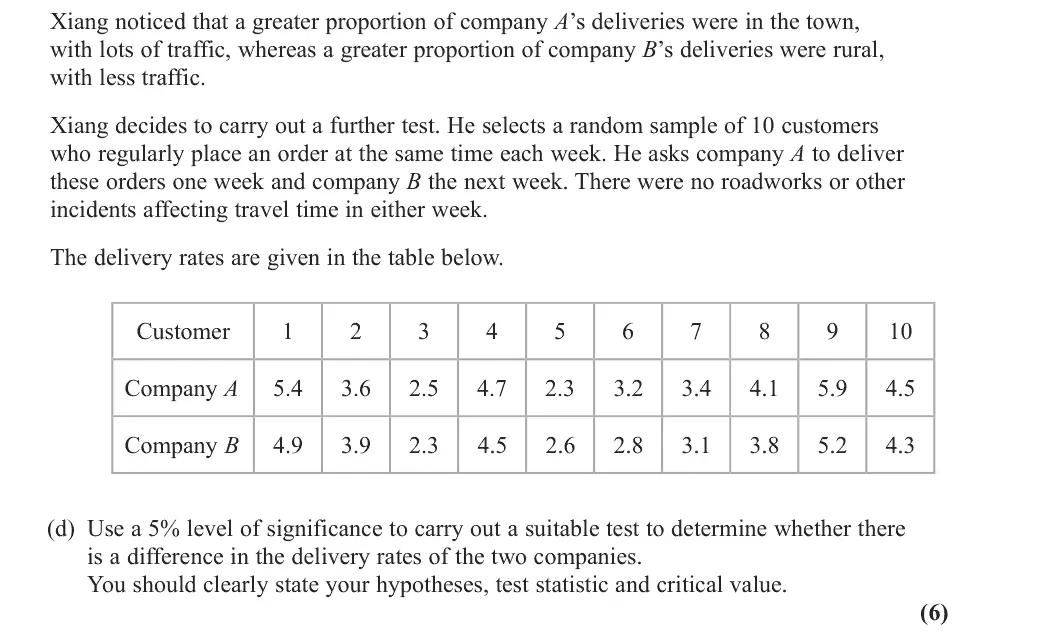 Xiang noticed that a greater proportion of company A’s deliveries were in the town,
with lots of traffic, whereas a greater proportion of company B’s deliveries were rural,
with less traffic.
Xiang decides to carry out a further test. He selects a random sample of 10 customers
who regularly place an order at the same time each week. He asks company A to deliver
these orders one week and company B the next week. There were no roadworks or other
incidents affecting travel time in either week.
The delivery rates are given in the table below.
Customer 1 2 3 4 5 6 7 8 9 10
Company A 5.4 3.6 2.5 4.7 2.3 3.2 3.4 4.1 5.9 4.5
Company B 4.9 3.9 2.3 4.5 2.6 2.8 3.1 3.8 5.2 4.3
(d) Use a 5% level of significance to carry out a suitable test to determine whether there
is a difference in the delivery rates of the two companies.
You should clearly state your hypotheses, test statistic and critical value.
(6)